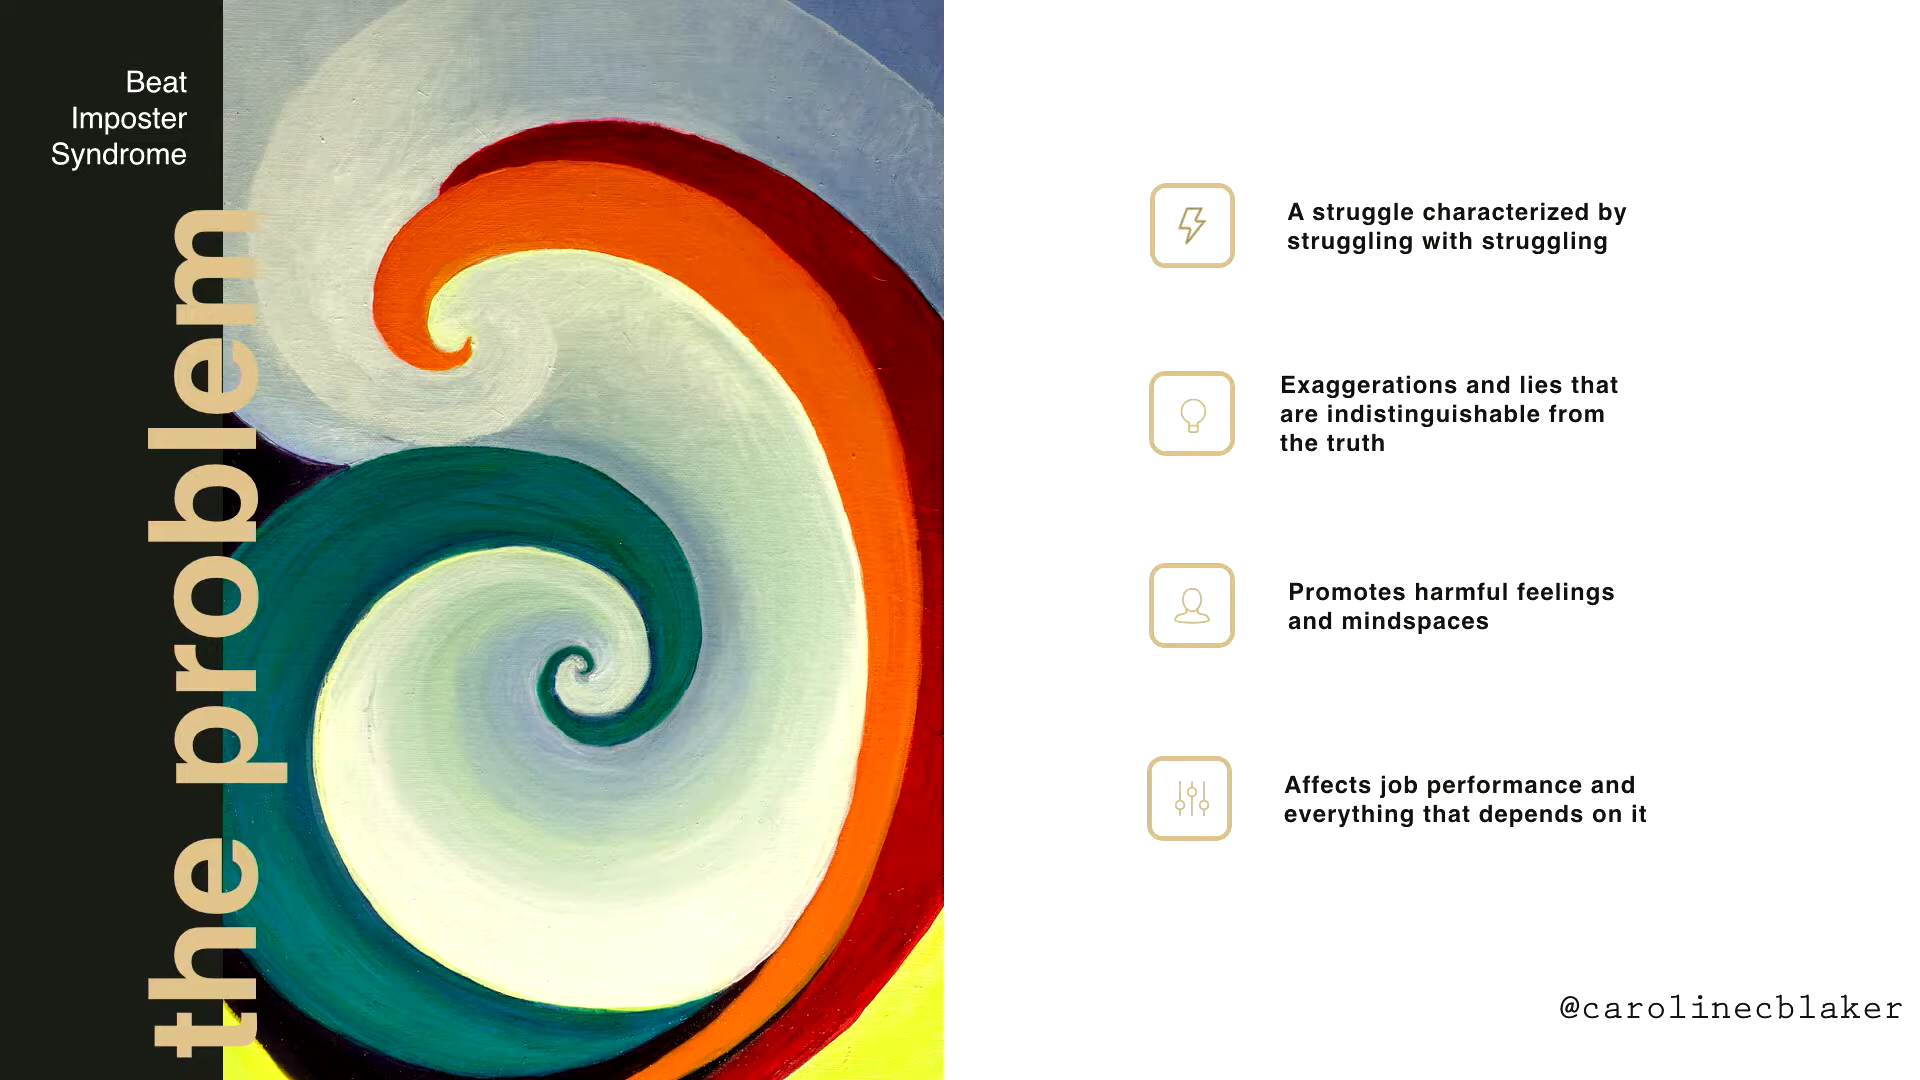 Beat
Imposter
Syndrome
the problem
A struggle characterized by
struggling with struggling
Exaggerations and lies that
are indistinguishable from
the truth
Promotes harmful feelings
and mindspaces
Affects job performance and
everything that depends on it
@carolinecblaker